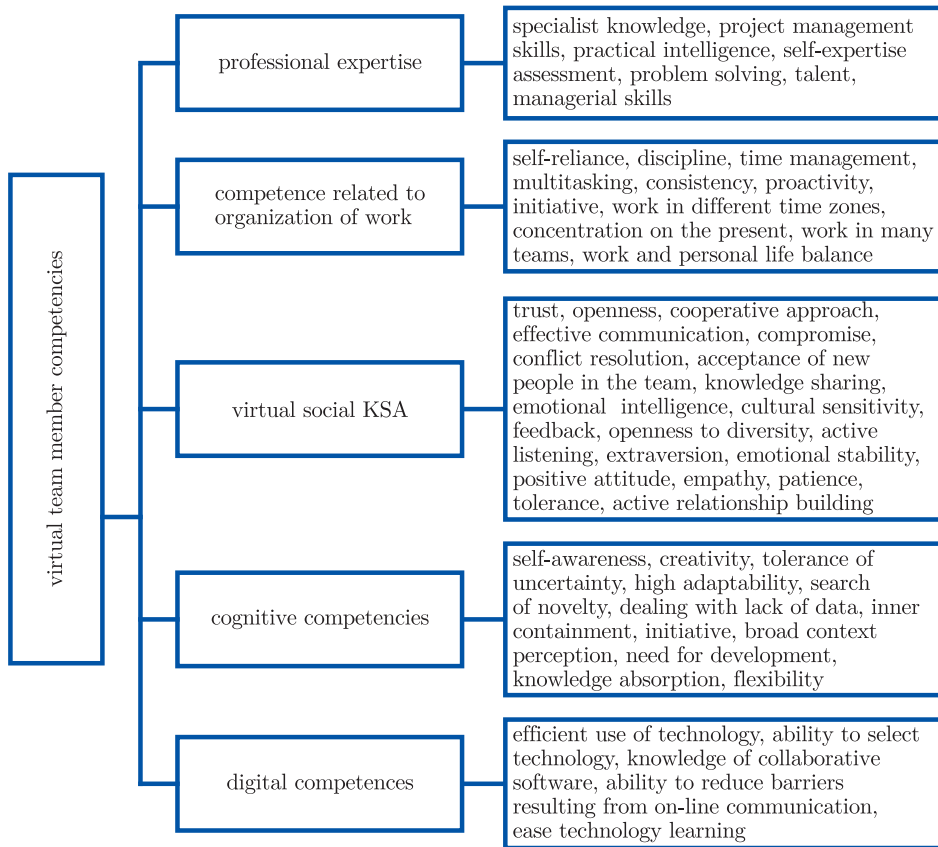 virtual team member competencies
professional expertise
specialist knowledge, project management
skills, practical intelligence, self-expertise
assessment, problem solving, talent,
managerial skills
competence related to
organization of work
self-reliance, discipline, time management,
multitasking, consistency, proactivity,
initiative, work in different time zones,
concentration on the present, work in many
teams, work and personal life balance
virtual social KSA
trust, openness, cooperative approach,
effective communication, compromise,
conflict resolution, acceptance of new
people in the team, knowledge sharing,
emotional intelligence, cultural sensitivity,
feedback, openness to diversity, active
listening, extraversion, emotional stability,
positive attitude, empathy, patience,
tolerance, active relationship building
cognitive competencies
self-awareness, creativity, tolerance of
uncertainty, high adaptability, search
of novelty, dealing with lack of data, inner
containment, initiative, broad context
perception, need for development,
knowledge absorption, flexibility
digital competences
efficient use of technology, ability to select
technology, knowledge of collaborative
software, ability to reduce barriers
resulting from on-line communication,
ease technology learning